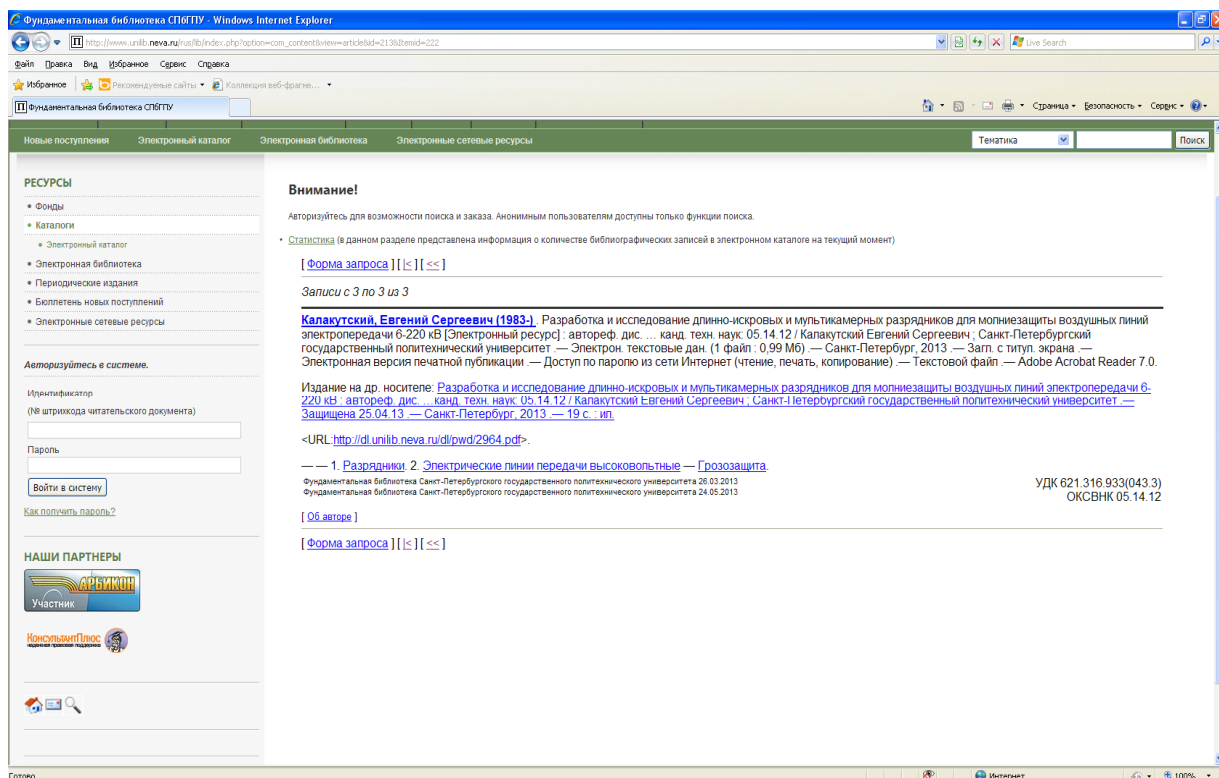 Фундаментальная библиотека СПбГПУ - Windows Internet Explorer
http://www.unilib.neva.ru/rus/lib/index.php?option=com_content&view=article&id=213&Itemid=222
Live Search
Файл Правка Вид Избранное Сервис Справка
Избранное Рекомендуемые сайты Коллекция веб-фрагме...
Фундаментальная библиотека СПбГПУ
Страница Безопасность Сервис
Новые поступления Электронный каталог Электронная библиотека Электронные сетевые ресурсы Тематика Поиск
РЕСУРСЫ
Фонды
Каталоги
Электронный каталог
Электронная библиотека
Периодические издания
Бюллетень новых поступлений
Электронные сетевые ресурсы
Авторизуйтесь в системе.
Идентификатор
(№ штрихкода читательского документа)
Пароль
Войти в систему
Как получить пароль?
НАШИ ПАРТНЕРЫ
АРБИКОН
Участник
КонсультантПлюс
надежная правовая поддержка
Внимание!
Авторизуйтесь для возможности поиска и заказа. Анонимным пользователям доступны только функции поиска.
• Статистика (в данном разделе представлена информация о количестве библиографических записей в электронном каталоге на текущий момент)
[ Форма запроса ] [ |< ] [ << ]
Записи с 3 по 3 из 3
Калакутский, Евгений Сергеевич (1983-) . Разработка и исследование длинно-искровых и мультикамерных разрядников для молниезащиты воздушных линий
электропередачи 6-220 кВ [Электронный ресурс] : автореф. дис. … канд. техн. наук: 05.14.12 / Калакутский Евгений Сергеевич ; Санкт-Петербургский
государственный политехнический университет .— Электрон. текстовые дан. (1 файл : 0,99 Мб) .— Санкт-Петербург, 2013 .— Загл. с титул. экрана .—
Электронная версия печатной публикации .— Доступ по паролю из сети Интернет (чтение, печать, копирование) .— Текстовой файл .— Adobe Acrobat Reader 7.0.
Издание на др. носителе: Разработка и исследование длинно-искровых и мультикамерных разрядников для молниезащиты воздушных линий электропередачи 6-
220 кВ : автореф. дис. …канд. техн. наук: 05.14.12 / Калакутский Евгений Сергеевич ; Санкт-Петербургский государственный политехнический университет .—
Защищена 25.04.13 .— Санкт-Петербург, 2013 .— 19 с. : ил.
<URL:http://dl.unilib.neva.ru/dl/pwd/2964.pdf>.
— — 1. Разрядники. 2. Электрические линии передачи высоковольтные — Грозозащита.
Фундаментальная библиотека Санкт-Петербургского государственного политехнического университета 26.03.2013
Фундаментальная библиотека Санкт-Петербургского государственного политехнического университета 24.05.2013
УДК 621.316.933(043.3)
ОКСВНК 05.14.12
[ Об авторе ]
[ Форма запроса ] [ |< ] [ << ]
Готово Интернет 100%